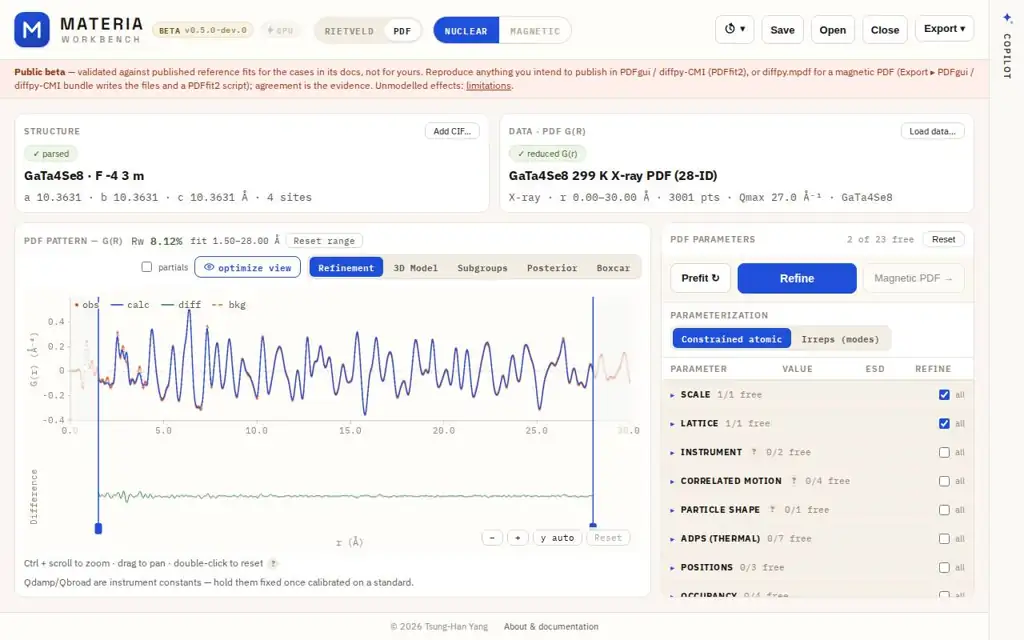 MATERIA
WORKBENCH
BETA v0.5.0-dev.0
GPU
RIETVELD PDF
NUCLEAR MAGNETIC
Save Open Close Export ▾
COPILOT
Public beta — validated against published reference fits for the cases in its docs, not for yours. Reproduce anything you intend to publish in PDFgui / diffpy-CMI (PDFfit2), or diffpy.mpdf for a magnetic PDF (Export ▸ PDFgui /
diffpy-CMI bundle writes the files and a PDFfit2 script); agreement is the evidence. Unmodelled effects: limitations.
STRUCTURE
Add CIF…
✓ parsed
GaTa4Se8 · F -4 3 m
a 10.3631 · b 10.3631 · c 10.3631 Å · 4 sites
DATA · PDF G(R)
Load data…
✓ reduced G(r)
GaTa4Se8 299 K X-ray PDF (28-ID)
X-ray · r 0.00–30.00 Å · 3001 pts · Qmax 27.0 Å⁻¹ · GaTa4Se8
PDF PATTERN — G(R) Rw 8.12% fit 1.50–28.00 Å Reset range
partials optimize view Refinement 3D Model Subgroups Posterior Boxcar
obs calc diff bkg
G(r) (Å⁻²)
0.4
0.2
0
-0.2
-0.4
0.0 5.0 10.0 15.0 20.0 25.0 30.0
Difference
r (Å)
− + y auto Reset
Ctrl + scroll to zoom · drag to pan · double-click to reset ?
Qdamp/Qbroad are instrument constants — hold them fixed once calibrated on a standard.
PDF PARAMETERS 2 of 23 free Reset
Prefit ↻ Refine Magnetic PDF →
PARAMETERIZATION
Constrained atomic Irreps (modes)
PARAMETER VALUE ESD REFINE
▸ SCALE 1/1 free all
▸ LATTICE 1/1 free all
▸ INSTRUMENT ? 0/2 free all
▸ CORRELATED MOTION ? 0/4 free all
▸ PARTICLE SHAPE ? 0/1 free all
▸ ADPS (THERMAL) 0/7 free all
▸ POSITIONS 0/3 free all
▸ OCCUPANCY 0/4 free all
© 2026 Tsung-Han Yang About & documentation